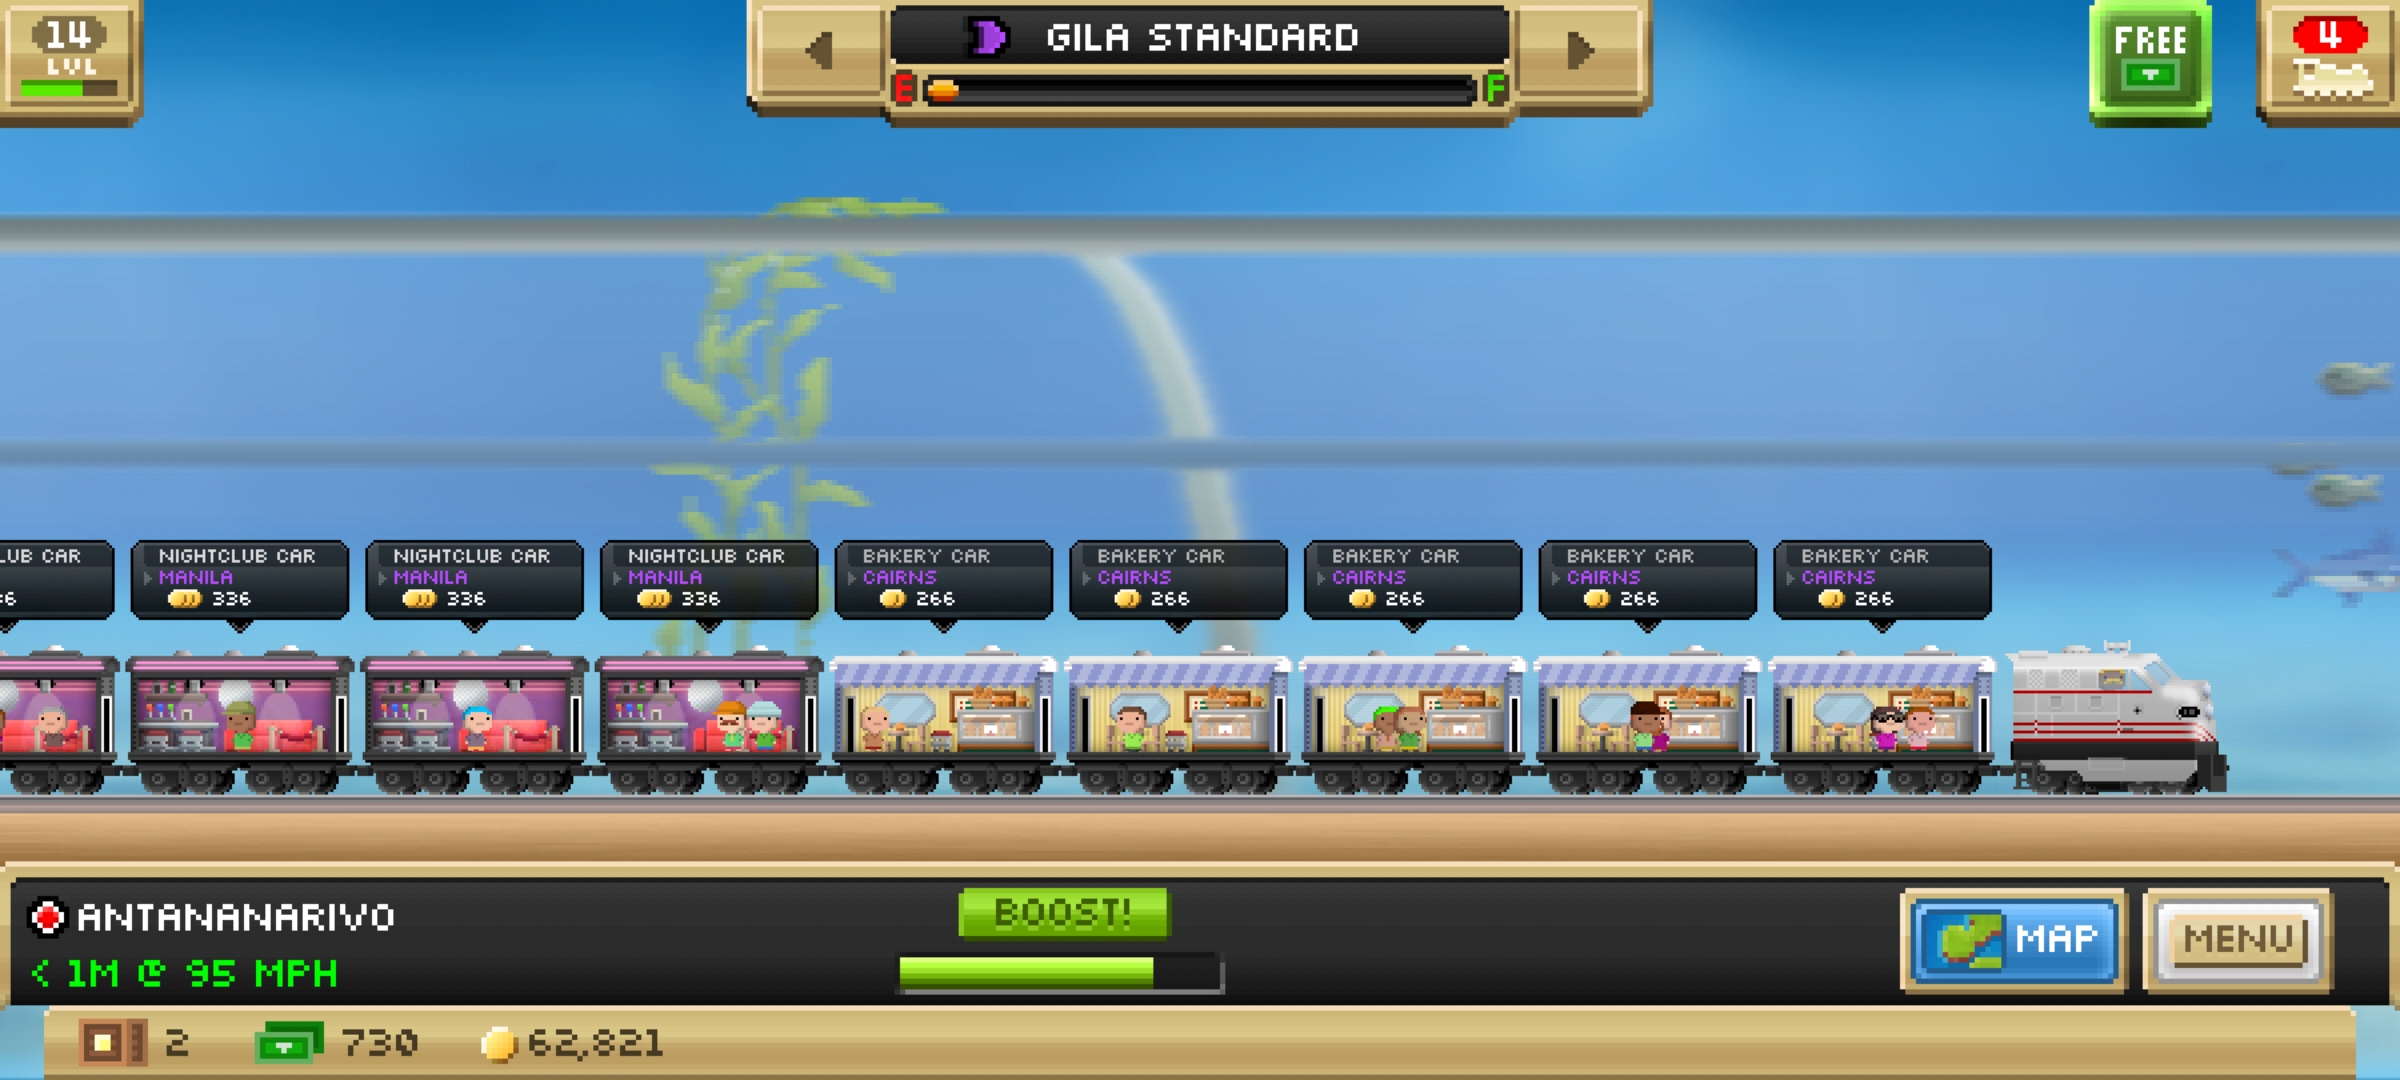 14
LVL
GILA STANDARD
E
F
FREE
4
LUB CAR
NIGHTCLUB CAR
MANILA
336
NIGHTCLUB CAR
MANILA
336
NIGHTCLUB CAR
MANILA
336
BAKERY CAR
CAIRNS
266
BAKERY CAR
CAIRNS
266
BAKERY CAR
CAIRNS
266
BAKERY CAR
CAIRNS
266
BAKERY CAR
CAIRNS
266
ANTANANARIVO
< 1M @ 95 MPH
BOOST!
MAP
MENU
2
730
62,821